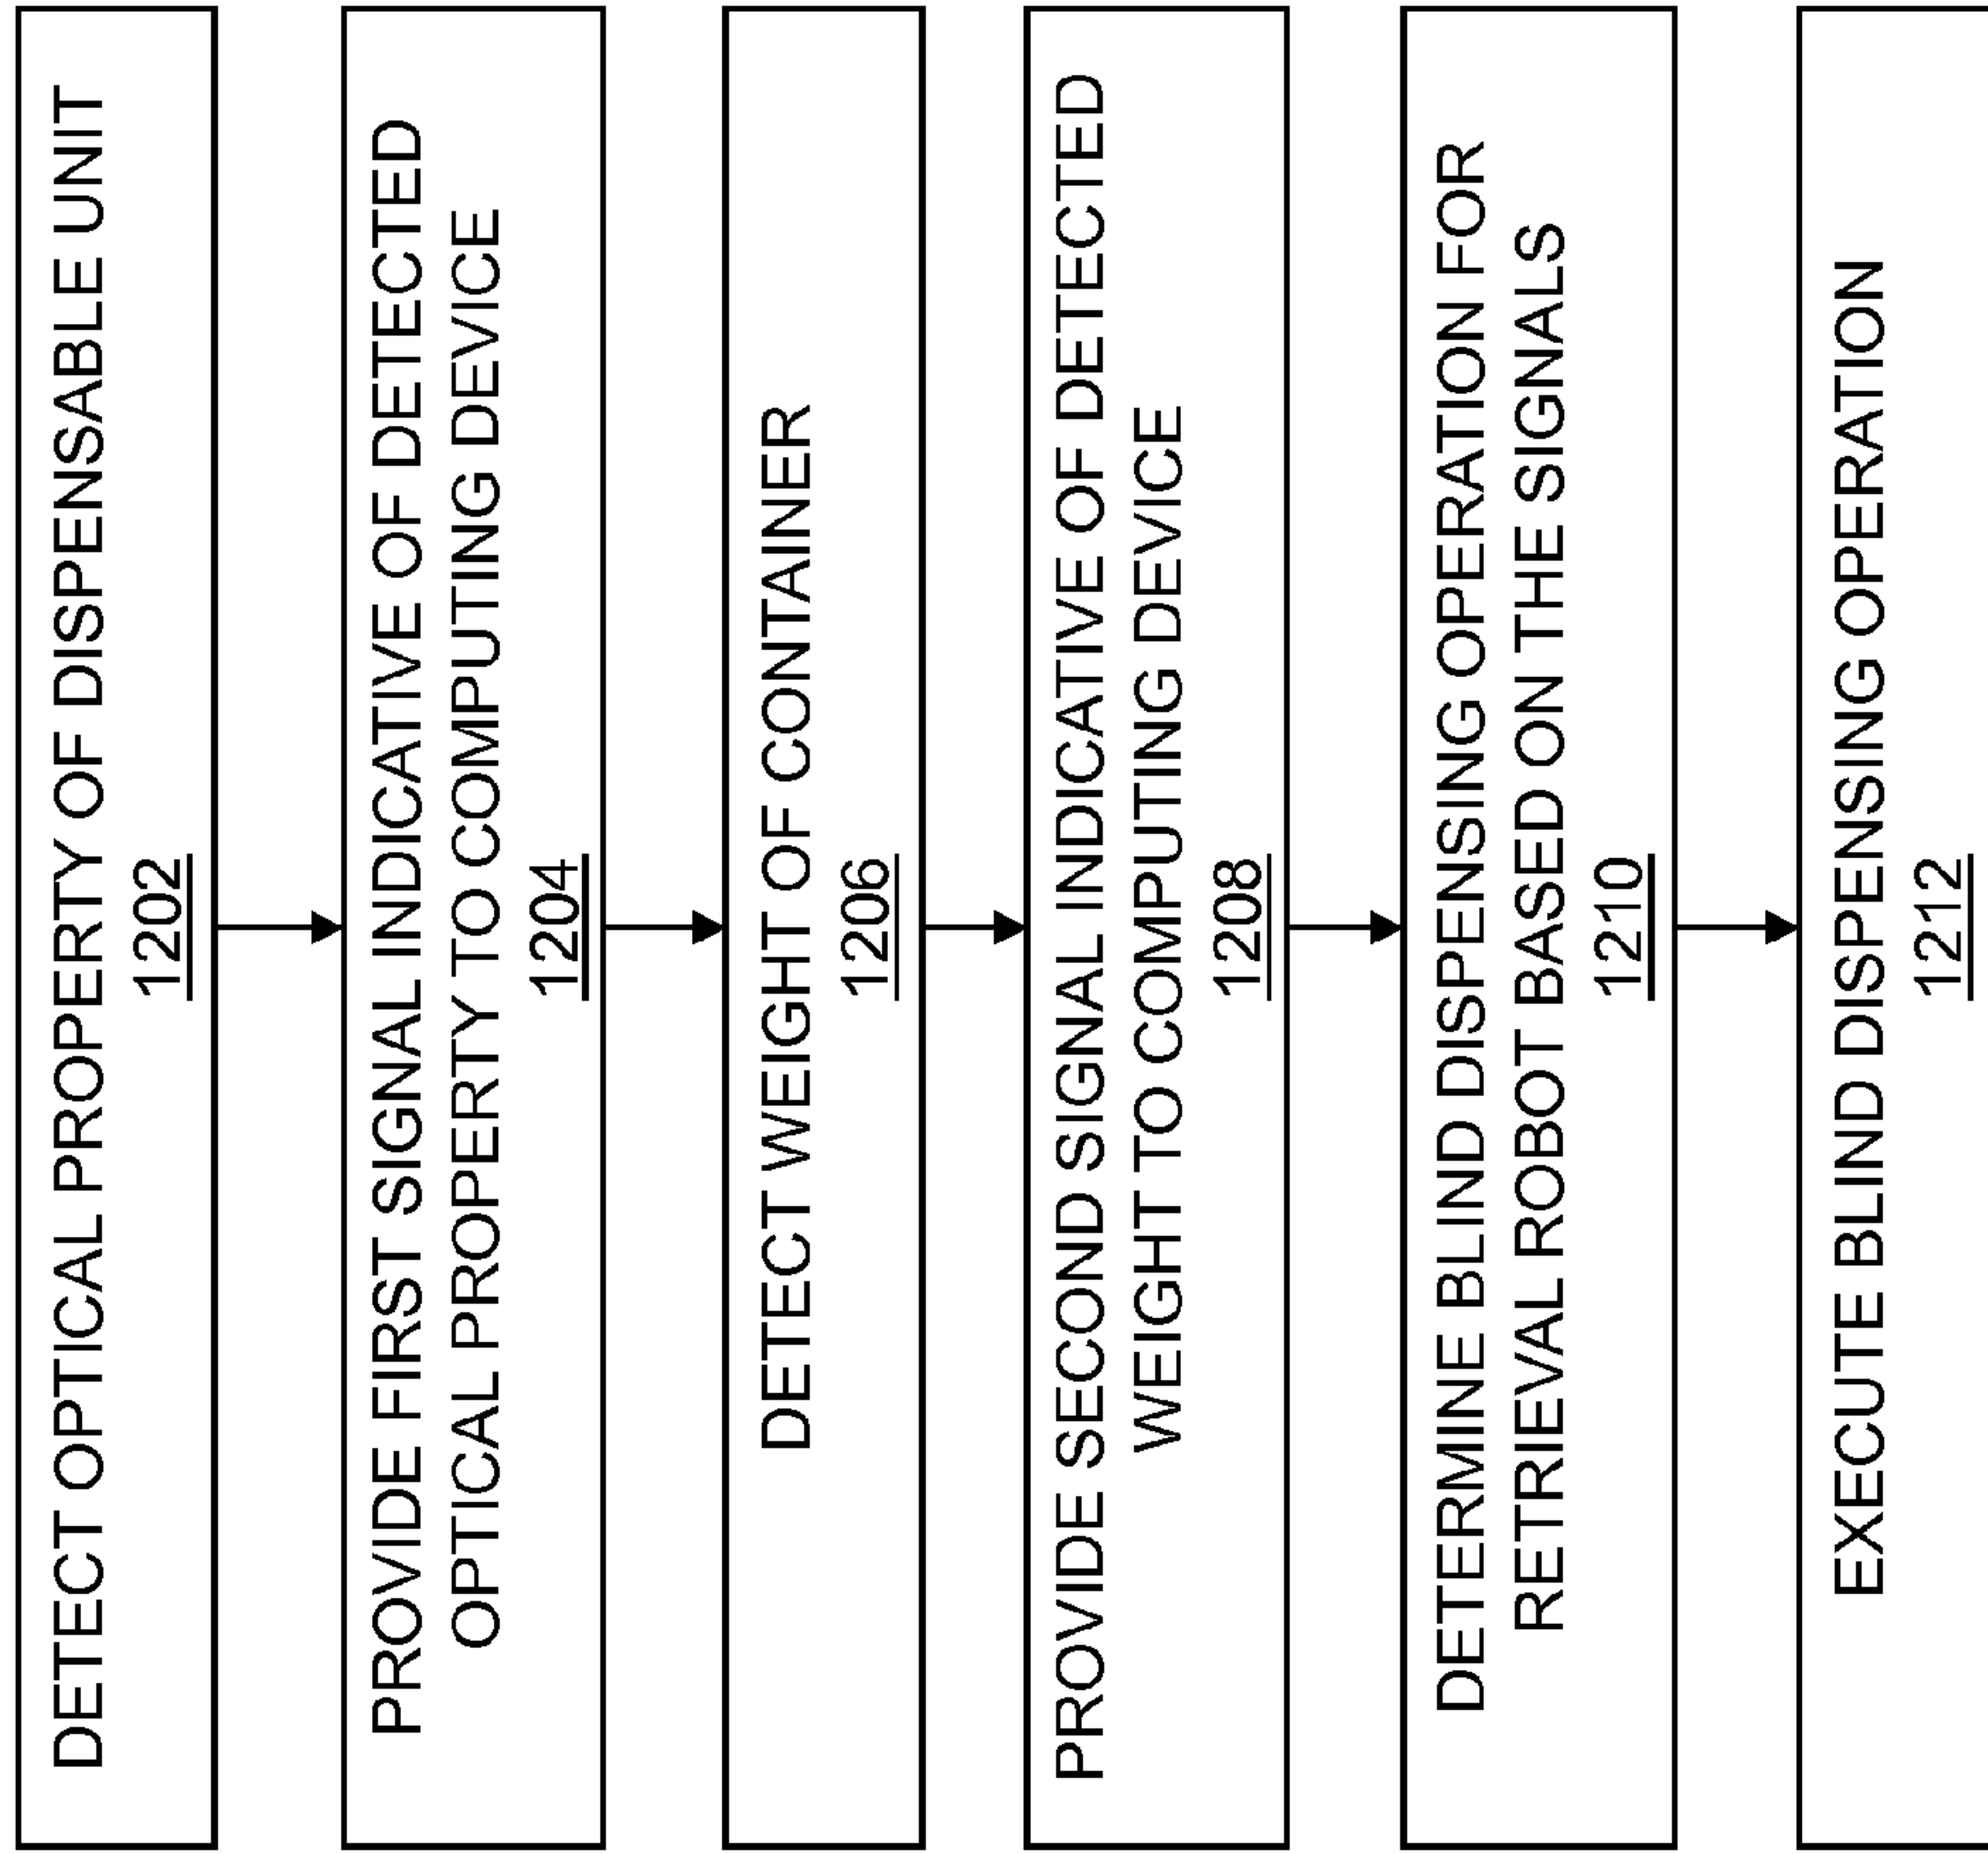 DETECT OPTICAL PROPERTY OF DISPENSABLE UNIT
1202
PROVIDE FIRST SIGNAL INDICATIVE OF DETECTED
OPTICAL PROPERTY TO COMPUTING DEVICE
1204
DETECT WEIGHT OF CONTAINER
1206
PROVIDE SECOND SIGNAL INDICATIVE OF DETECTED
WEIGHT TO COMPUTING DEVICE
1208
DETERMINE BLIND DISPENSING OPERATION FOR
RETRIEVAL ROBOT BASED ON THE SIGNALS
1210
EXECUTE BLIND DISPENSING OPERATION
1212